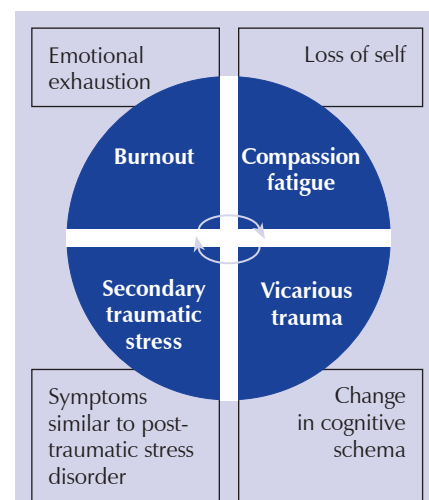 Emotional
exhaustion
Loss of self
Burnout
Compassion
fatigue
Secondary
traumatic
stress
Vicarious
trauma
Symptoms
similar to post-
traumatic stress
disorder
Change
in cognitive
schema